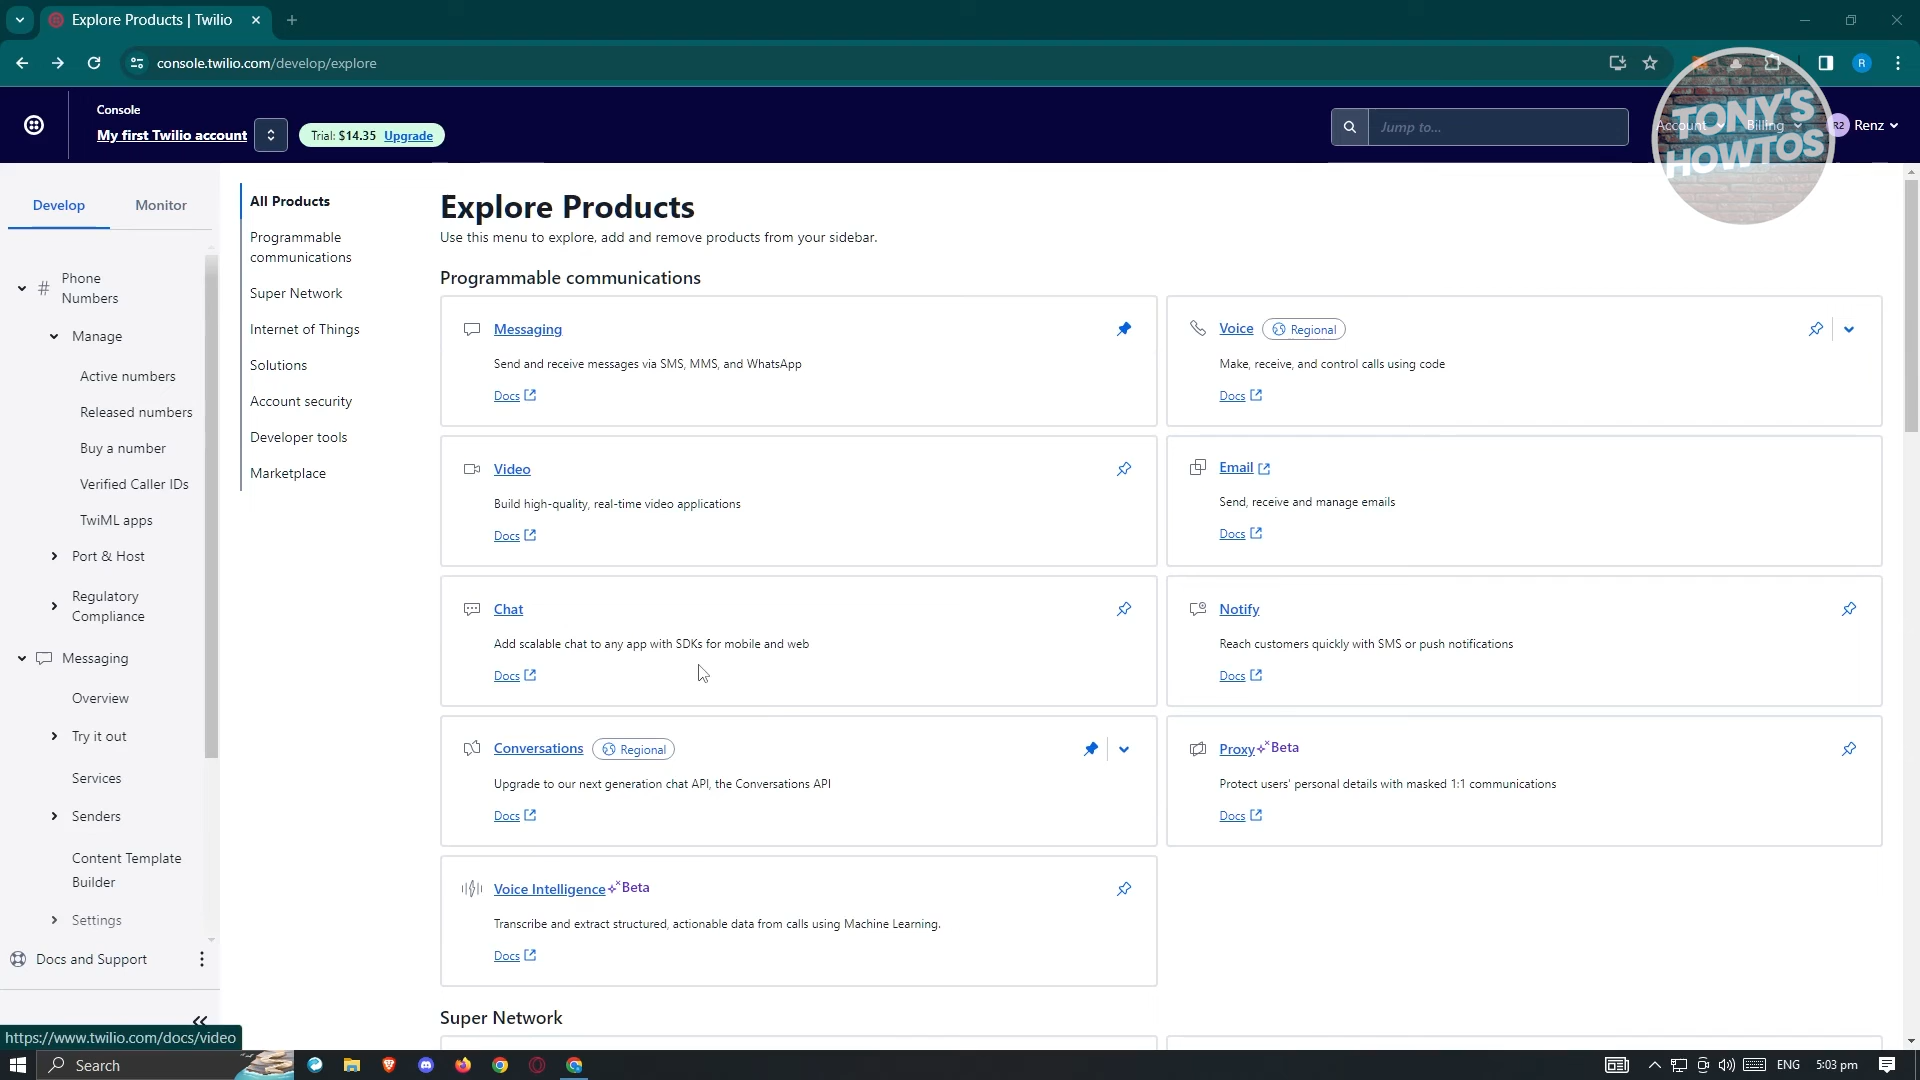 Explore Products | Twilio
console.twilio.com/develop/explore
Console
My first Twilio account
Trial: $14.35 Upgrade
Jump to...
Account
Billing
R2 Renz
TONY'S
HOWTOS
Develop
Monitor
Phone
Numbers
Manage
Active numbers
Released numbers
Buy a number
Verified Caller IDs
TwiML apps
Port & Host
Regulatory
Compliance
Messaging
Overview
Try it out
Services
Senders
Content Template
Builder
Settings
Docs and Support
All Products
Programmable
communications
Super Network
Internet of Things
Solutions
Account security
Developer tools
Marketplace
Explore Products
Use this menu to explore, add and remove products from your sidebar.
Programmable communications
Messaging
Send and receive messages via SMS, MMS, and WhatsApp
Docs
Voice Regional
Make, receive, and control calls using code
Docs
Video
Build high-quality, real-time video applications
Docs
Email
Send, receive and manage emails
Docs
Chat
Add scalable chat to any app with SDKs for mobile and web
Docs
Notify
Reach customers quickly with SMS or push notifications
Docs
Conversations Regional
Upgrade to our next generation chat API, the Conversations API
Docs
Proxy Beta
Protect users' personal details with masked 1:1 communications
Docs
Voice Intelligence Beta
Transcribe and extract structured, actionable data from calls using Machine Learning.
Docs
Super Network
https://www.twilio.com/docs/video
Search
ENG
5:03 pm
R